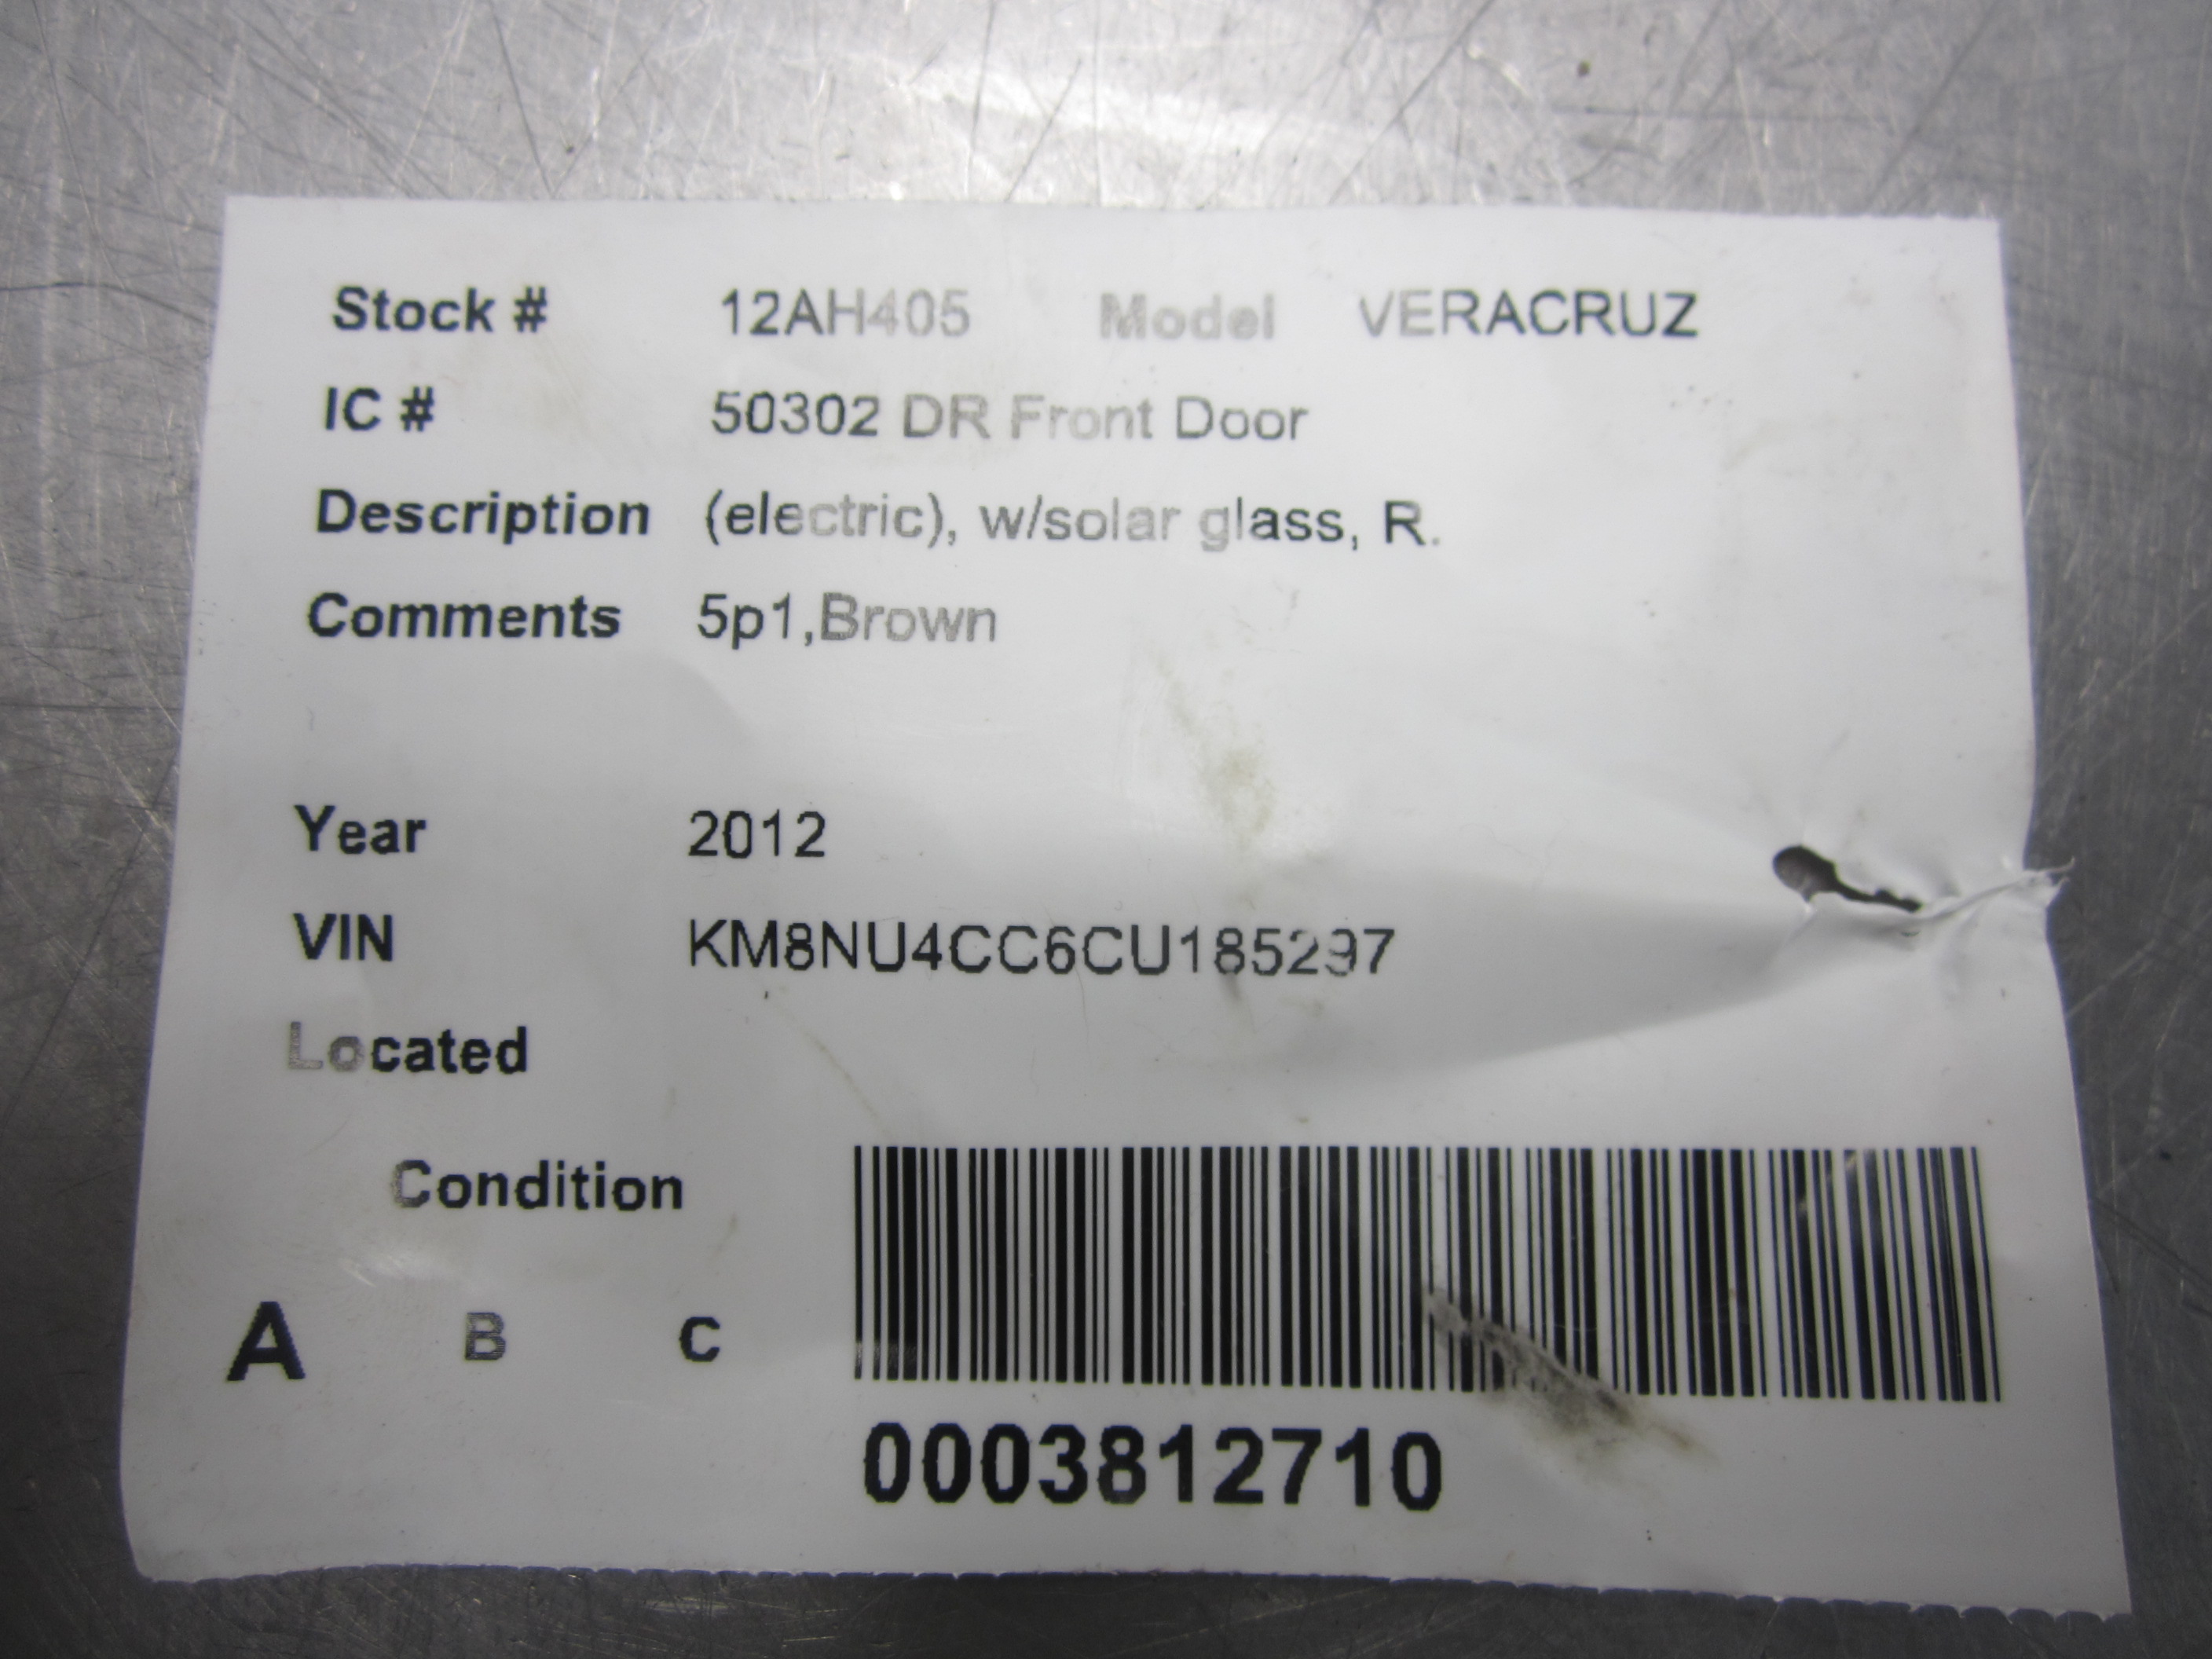 Stock # 12AH405 Model VERACRUZ
IC # 50302 DR Front Door
Description (electric), w/solar glass, R.
Comments 5p1,Brown
Year 2012
VIN KM8NU4CC6CU185297
Located
Condition
A B C
0003812710